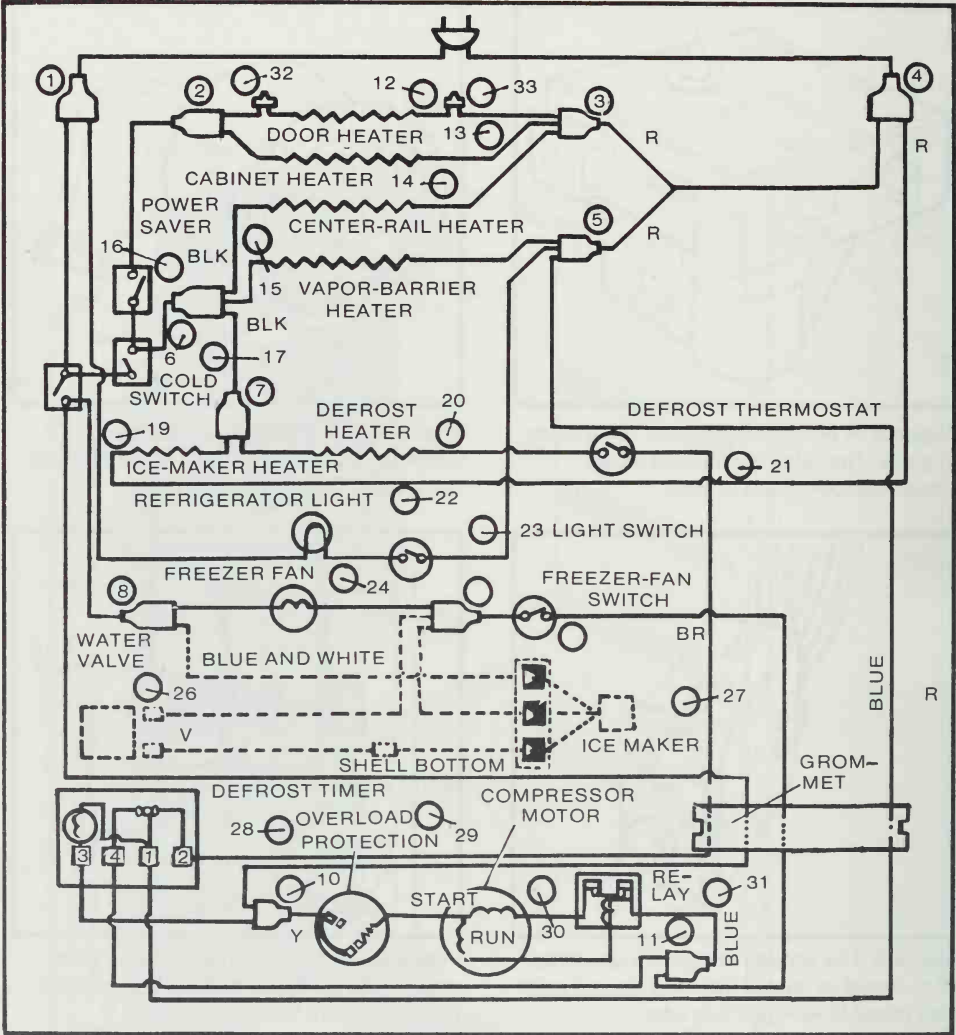 1
2
32
12
33
3
4
DOOR HEATER
13
R
R
CABINET HEATER
14
POWER
SAVER
CENTER-RAIL HEATER
5
R
16
BLK
15
VAPOR-BARRIER
HEATER
BLK
6
17
COLD
SWITCH
7
DEFROST
HEATER
20
DEFROST THERMOSTAT
19
ICE-MAKER HEATER
21
REFRIGERATOR LIGHT
22
23 LIGHT SWITCH
FREEZER FAN
24
FREEZER-FAN
SWITCH
8
BR
WATER
VALVE
BLUE AND WHITE
BLUE
R
26
27
V
ICE MAKER
SHELL BOTTOM
GROM-
MET
DEFROST TIMER
COMPRESSOR
MOTOR
28
OVERLOAD
PROTECTION
29
3
4
1
2
10
START
RE-
LAY
31
Y
RUN
30
11
BLUE